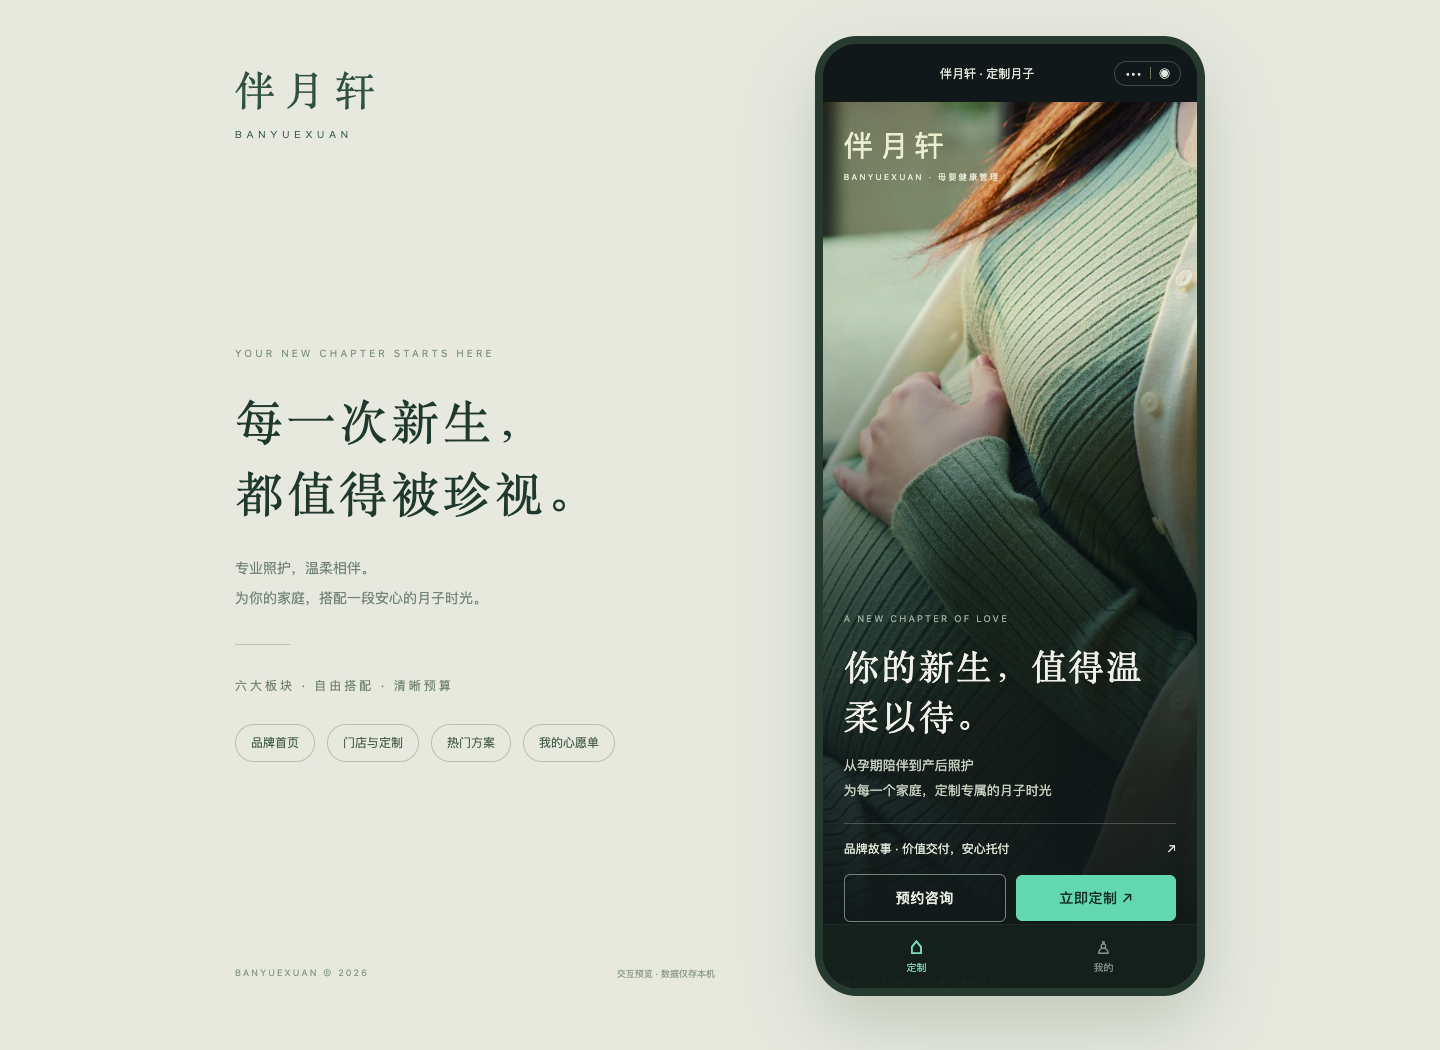 伴月轩
BANYUEXUAN
YOUR NEW CHAPTER STARTS HERE
每一次新生，
都值得被珍视。
专业照护，温柔相伴。
为你的家庭，搭配一段安心的月子时光。
六大板块 · 自由搭配 · 清晰预算
品牌首页
门店与定制
热门方案
我的心愿单
BANYUEXUAN © 2026
交互预览 · 数据仅存本机
伴月轩 · 定制月子
伴月轩
BANYUEXUAN · 母婴健康管理
A NEW CHAPTER OF LOVE
你的新生，值得温
柔以待。
从孕期陪伴到产后照护
为每一个家庭，定制专属的月子时光
品牌故事 · 价值交付，安心托付 ↗
预约咨询
立即定制 ↗
定制
我的